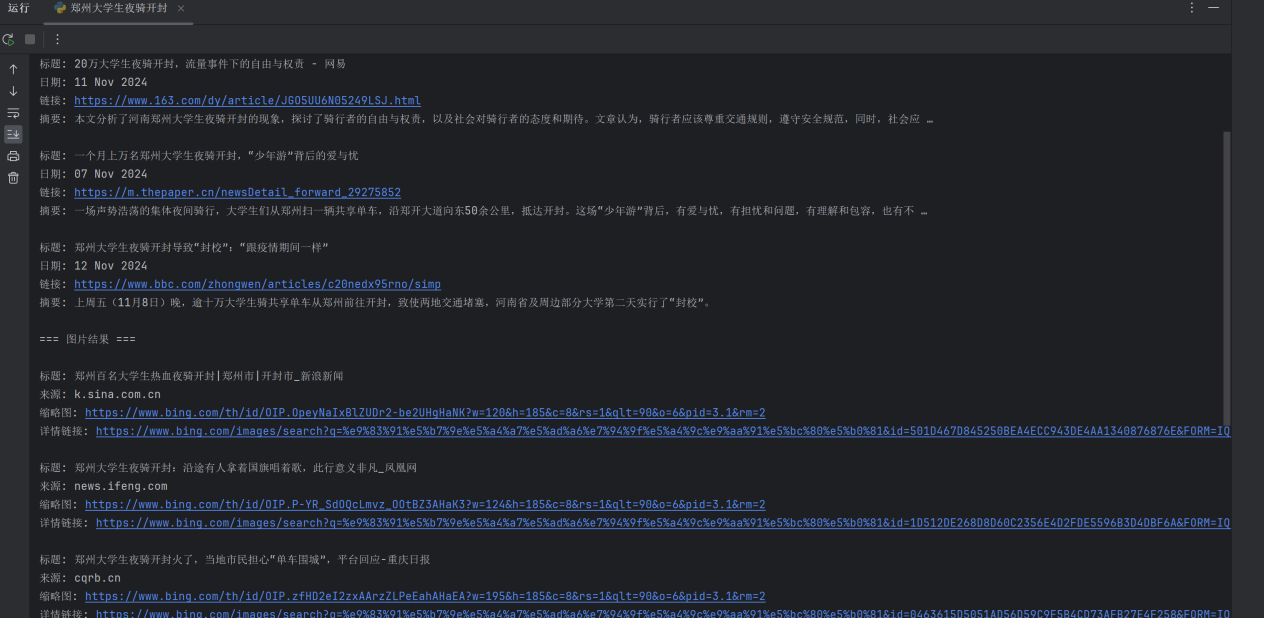 运行 郑州大学生夜骑开封
标题: 20万大学生夜骑开封，流量事件下的自由与权责 - 网易
日期: 11 Nov 2024
链接: https://www.163.com/dy/article/JGO5UU6N05249LSJ.html
摘要: 本文分析了河南郑州大学生夜骑开封的现象，探讨了骑行者的自由与权责，以及社会对骑行者的态度和期待。文章认为，骑行者应该尊重交通规则，遵守安全规范，同时，社会应 …
标题: 一个月上万名郑州大学生夜骑开封，“少年游”背后的爱与忧
日期: 07 Nov 2024
链接: https://m.thepaper.cn/newsDetail_forward_29275852
摘要: 一场声势浩荡的集体夜间骑行，大学生们从郑州扫一辆共享单车，沿郑开大道向东50余公里，抵达开封。这场“少年游”背后，有爱与忧，有担忧和问题，有理解和包容，也有不 …
标题: 郑州大学生夜骑开封导致“封校”：“跟疫情期间一样”
日期: 12 Nov 2024
链接: https://www.bbc.com/zhongwen/articles/c20nedx95rno/simp
摘要: 上周五（11月8日）晚，逾十万大学生骑共享单车从郑州前往开封，致使两地交通堵塞，河南省及周边部分大学第二天实行了“封校”。
=== 图片结果 ===
标题: 郑州百名大学生热血夜骑开封|郑州市|开封市_新浪新闻
来源: k.sina.com.cn
缩略图: https://www.bing.com/th/id/OIP.OpeyNaIxBlZUDr2-be2UHgHaNK?w=120&h=185&c=8&rs=1&qlt=90&o=6&pid=3.1&rm=2
详情链接: https://www.bing.com/images/search?q=%e9%83%91%e5%b7%9e%e5%a4%a7%e5%ad%a6%e7%94%9f%e5%a4%9c%e9%aa%91%e5%bc%80%e5%b0%81&id=501D467D845250BEA4ECC943DE4AA1340876876E&FORM=IQ
标题: 郑州大学生夜骑开封：沿途有人拿着国旗唱着歌，此行意义非凡_凤凰网
来源: news.ifeng.com
缩略图: https://www.bing.com/th/id/OIP.P-YR_SdOQcLmvz_OOtBZ3AHaK3?w=124&h=185&c=8&rs=1&qlt=90&o=6&pid=3.1&rm=2
详情链接: https://www.bing.com/images/search?q=%e9%83%91%e5%b7%9e%e5%a4%a7%e5%ad%a6%e7%94%9f%e5%a4%9c%e9%aa%91%e5%bc%80%e5%b0%81&id=1D512DE268D8D60C2356E4D2FDE5596B3D4DBF6A&FORM=IQ
标题: 郑州大学生夜骑开封火了，当地市民担心“单车围城”，平台回应-重庆日报
来源: cqrb.cn
缩略图: https://www.bing.com/th/id/OIP.zfHD2eI2zxAArzZLPeEahAHaEA?w=195&h=185&c=8&rs=1&qlt=90&o=6&pid=3.1&rm=2
详情链接: https://www.bing.com/images/search?q=%e9%83%91%e5%b7%9e%e5%a4%a7%e5%ad%a6%e7%94%9f%e5%a4%9c%e9%aa%91%e5%bc%80%e5%b0%81&id=0463615D5051AD56D59C9F5B4CD73AFB27F4F258&FORM=IQ